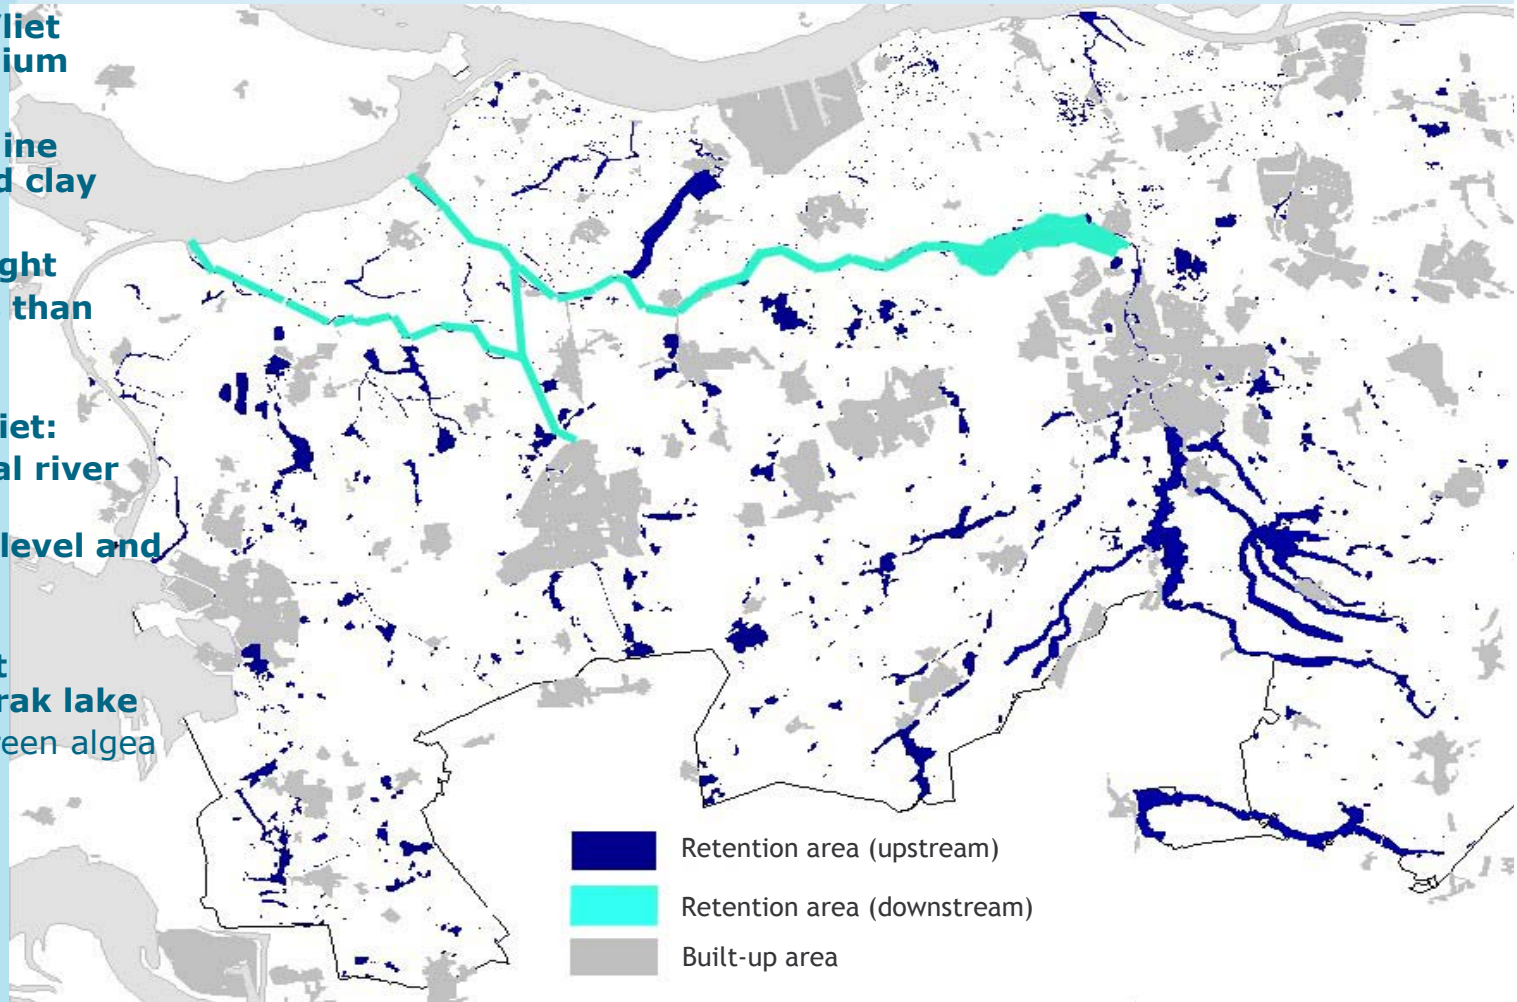 liet
ium
ine
d clay
ght
than
iet:
al river
level and
t
rak lake
reen algea
Retention area (upstream)
Retention area (downstream)
Built-up area